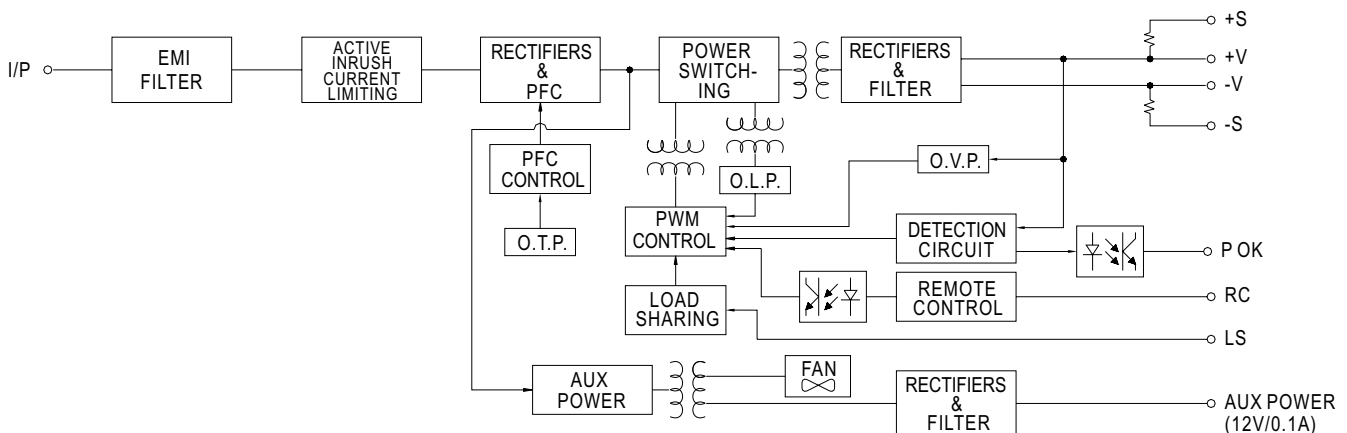 I/P
EMI
FILTER
ACTIVE
INRUSH
CURRENT
LIMITING
RECTIFIERS
&
PFC
POWER
SWITCH-
ING
RECTIFIERS
&
FILTER
+S
+V
-V
-S
PFC
CONTROL
O.T.P.
O.L.P.
O.V.P.
PWM
CONTROL
DETECTION
CIRCUIT
P OK
LOAD
SHARING
REMOTE
CONTROL
RC
LS
AUX
POWER
FAN
RECTIFIERS
&
FILTER
AUX POWER
(12V/0.1A)